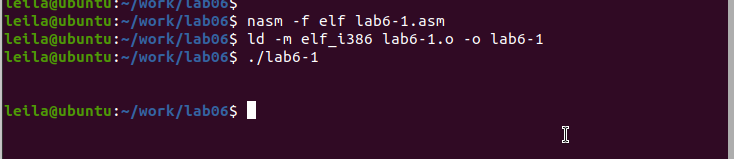 leila@ubuntu:~/work/lab06$
leila@ubuntu:~/work/lab06$ nasm -f elf lab6-1.asm
leila@ubuntu:~/work/lab06$ ld -m elf_i386 lab6-1.o -o lab6-1
leila@ubuntu:~/work/lab06$ ./lab6-1
leila@ubuntu:~/work/lab06$